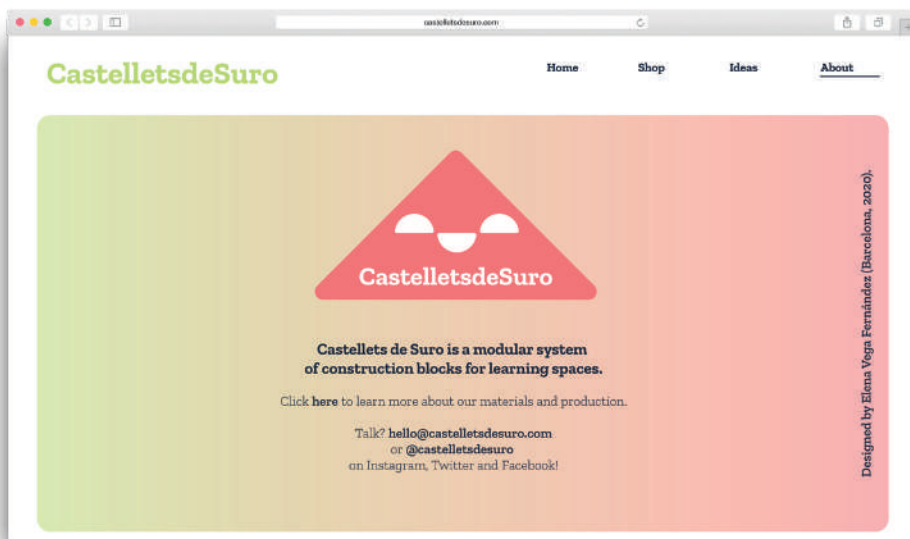 castelletsdesuro.com
CastelletsdeSuro
Home Shop Ideas About
CastelletsdeSuro
Castellets de Suro is a modular system
of construction blocks for learning spaces.
Click here to learn more about our materials and production.
Talk? hello@castelletsdesuro.com
or @castelletsdesuro
on Instagram, Twitter and Facebook!
Designed by Elena Vega Fernández (Barcelona, 2020).